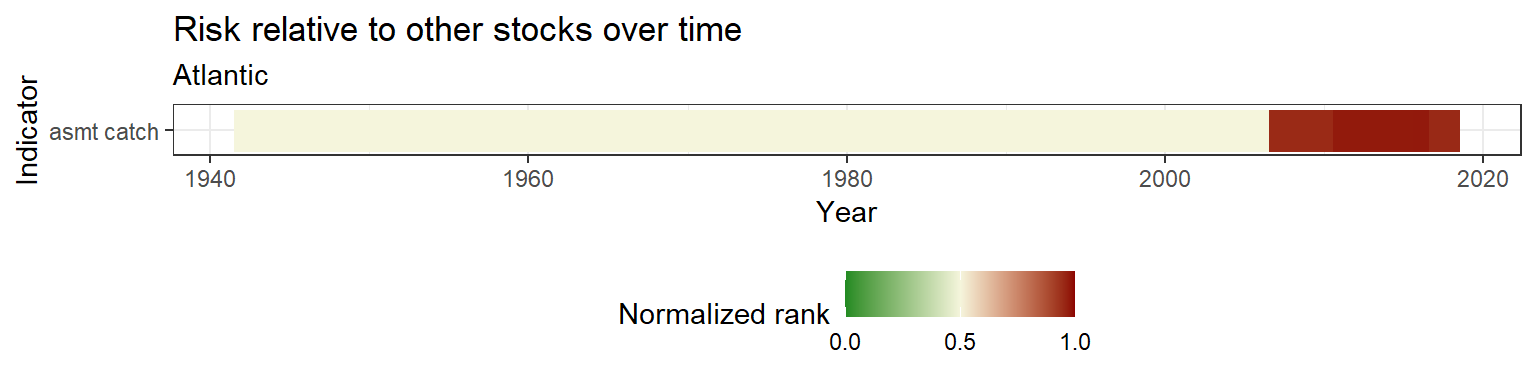 Risk relative to other stocks over time
Atlantic
Indicator
asmt catch
1940 1960 1980 2000 2020
Year
Normalized rank
0.0 0.5 1.0